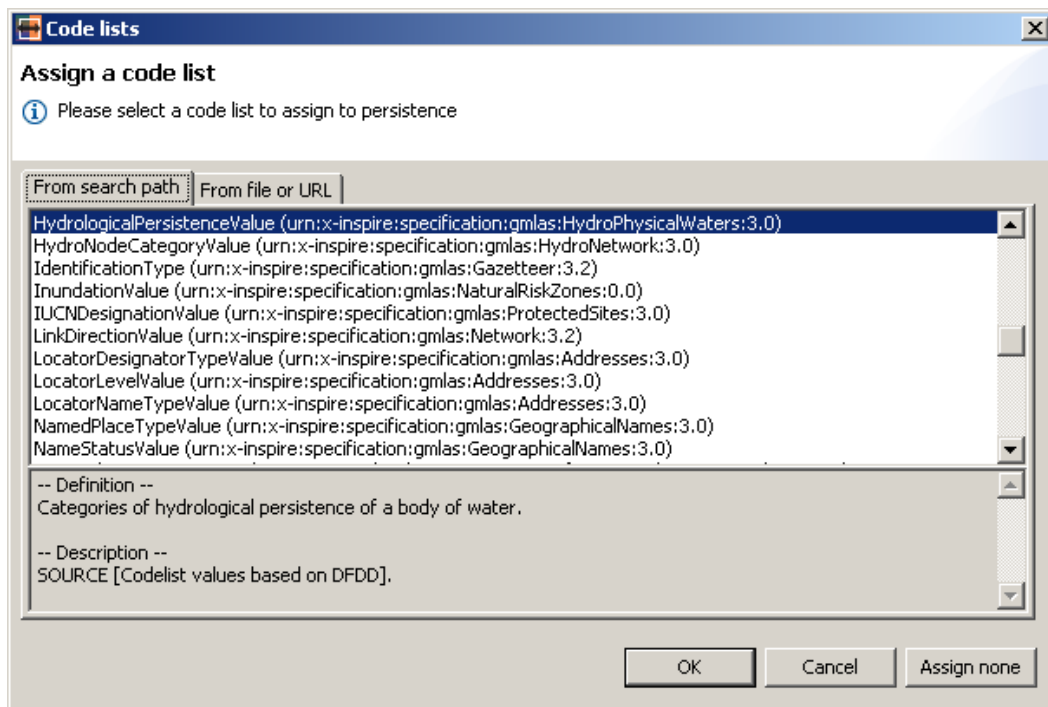 Code lists
Assign a code list
Please select a code list to assign to persistence
From search path
From file or URL
HydrologicalPersistenceValue (urn:x-inspire:specification:gmlas:HydroPhysicalWaters:3.0)
HydroNodeCategoryValue (urn:x-inspire:specification:gmlas:HydroNetwork:3.0)
IdentificationType (urn:x-inspire:specification:gmlas:Gazetteer:3.2)
InundationValue (urn:x-inspire:specification:gmlas:NaturalRiskZones:0.0)
IUCNDesignationValue (urn:x-inspire:specification:gmlas:ProtectedSites:3.0)
LinkDirectionValue (urn:x-inspire:specification:gmlas:Network:3.2)
LocatorDesignatorTypeValue (urn:x-inspire:specification:gmlas:Addresses:3.0)
LocatorLevelValue (urn:x-inspire:specification:gmlas:Addresses:3.0)
LocatorNameTypeValue (urn:x-inspire:specification:gmlas:Addresses:3.0)
NamedPlaceTypeValue (urn:x-inspire:specification:gmlas:GeographicalNames:3.0)
NameStatusValue (urn:x-inspire:specification:gmlas:GeographicalNames:3.0)
-- Definition --
Categories of hydrological persistence of a body of water.
-- Description --
SOURCE [Codelist values based on DFDD].
OK
Cancel
Assign none